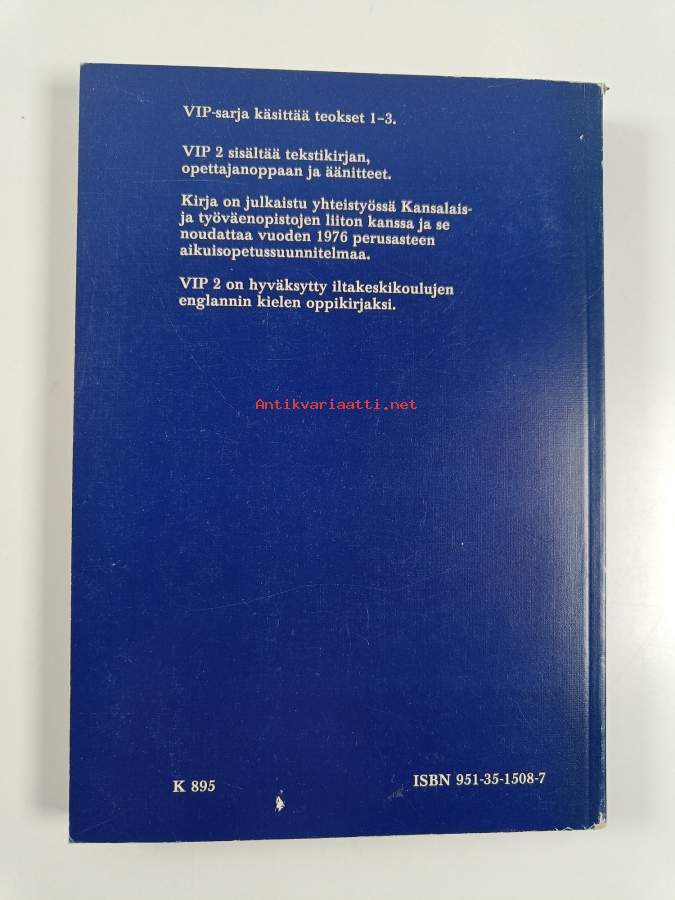 VIP-sarja käsittää teokset 1–3.
VIP 2 sisältää tekstikirjan,
opettajanoppaan ja äänitteet.
Kirja on julkaistu yhteistyössä Kansalais-
ja työväenopistojen liiton kanssa ja se
noudattaa vuoden 1976 perusasteen
aikuisopetussuunnitelmaa.
VIP 2 on hyväksytty iltakeskikoulujen
englannin kielen oppikirjaksi.
Antikvariaatti.net
K 895
ISBN 951-35-1508-7